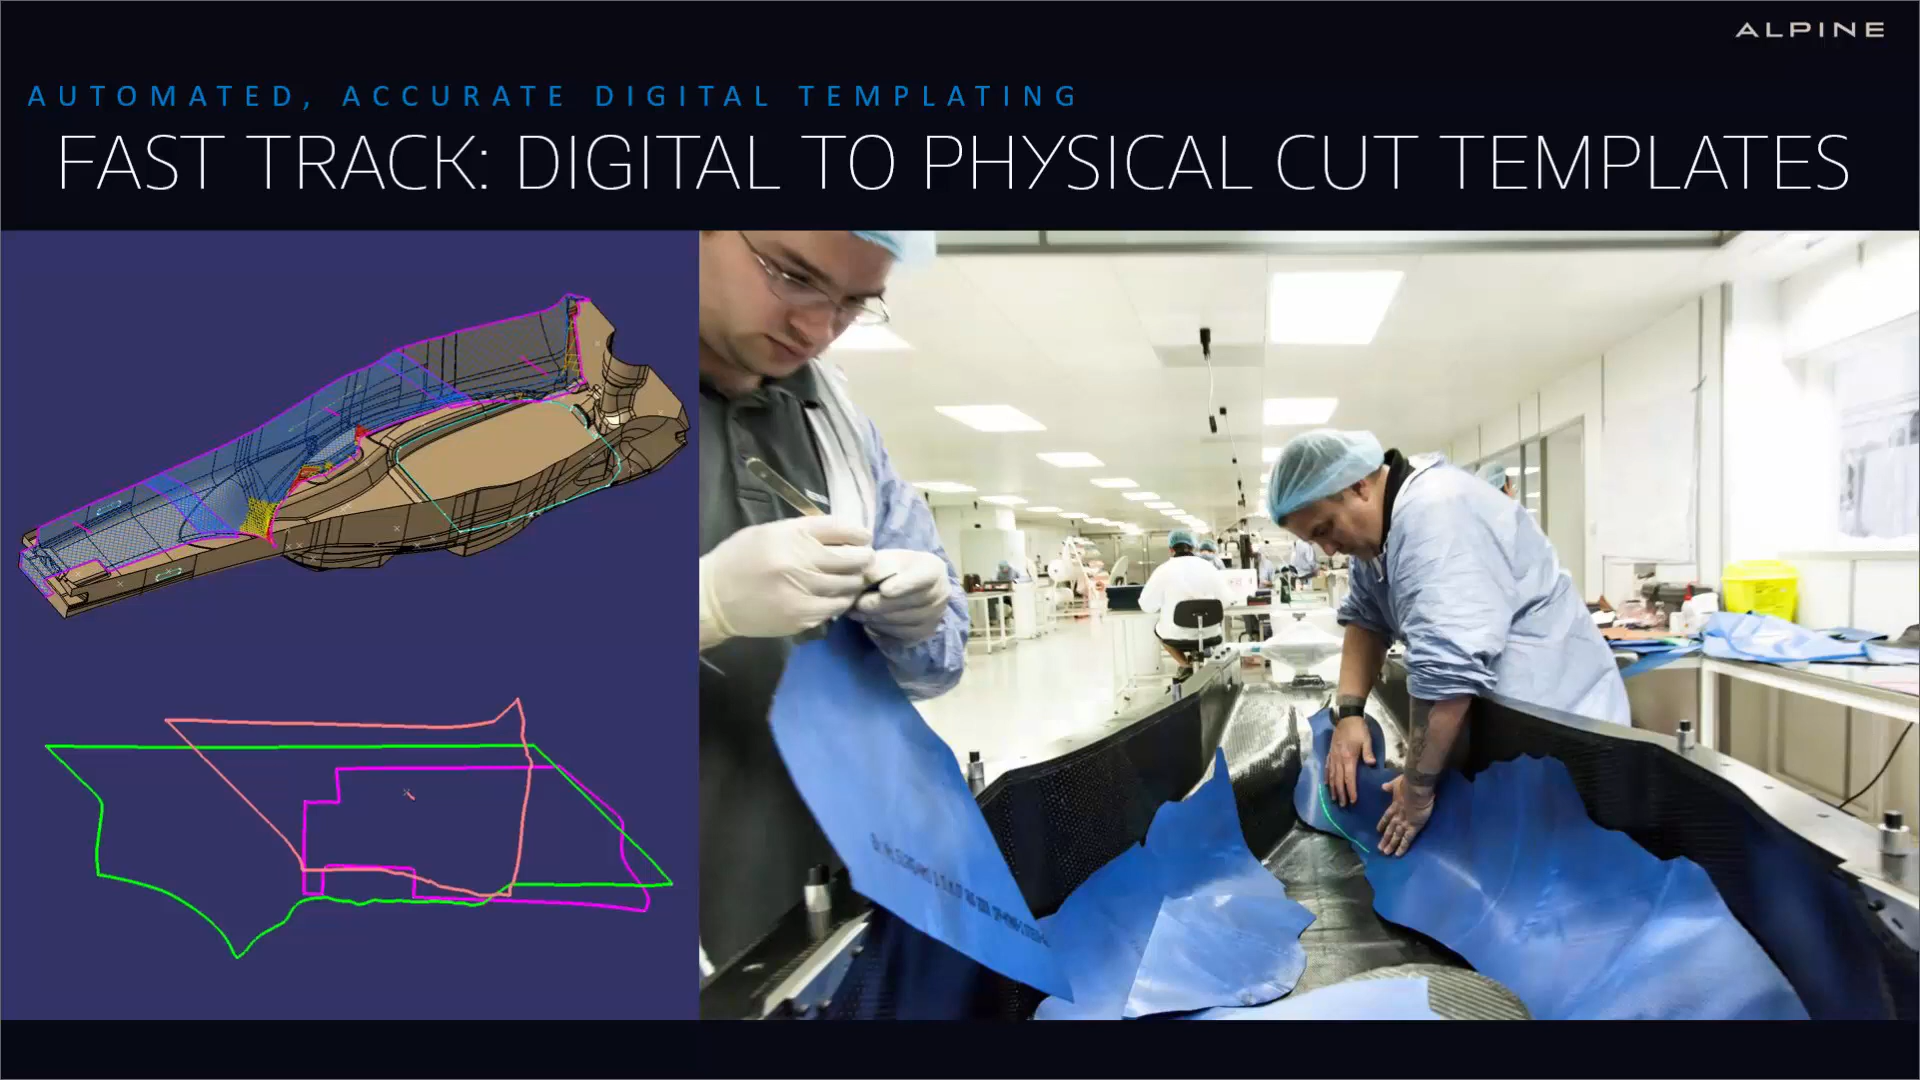 ALPINE
AUTOMATED, ACCURATE DIGITAL TEMPLATING
FAST TRACK: DIGITAL TO PHYSICAL CUT TEMPLATES